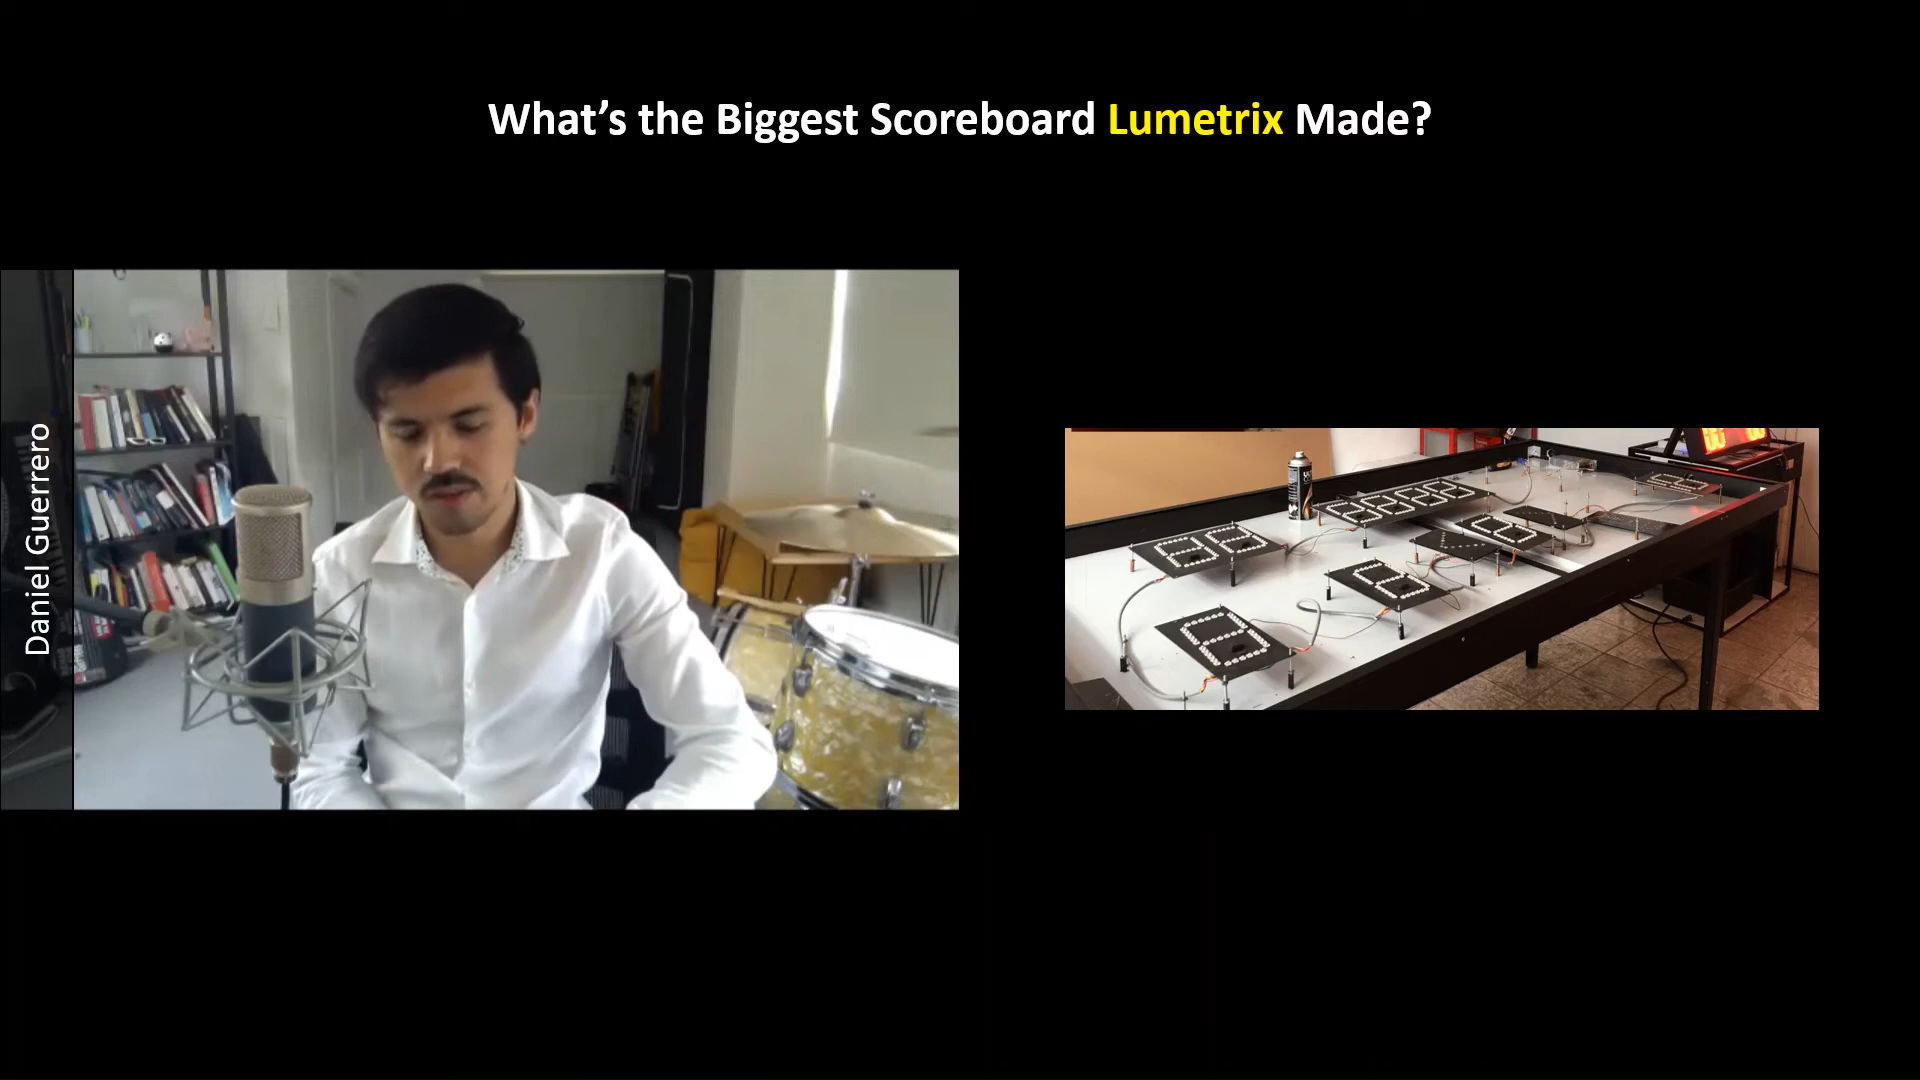 What's the Biggest Scoreboard Lumetrix Made?
Daniel Guerrero